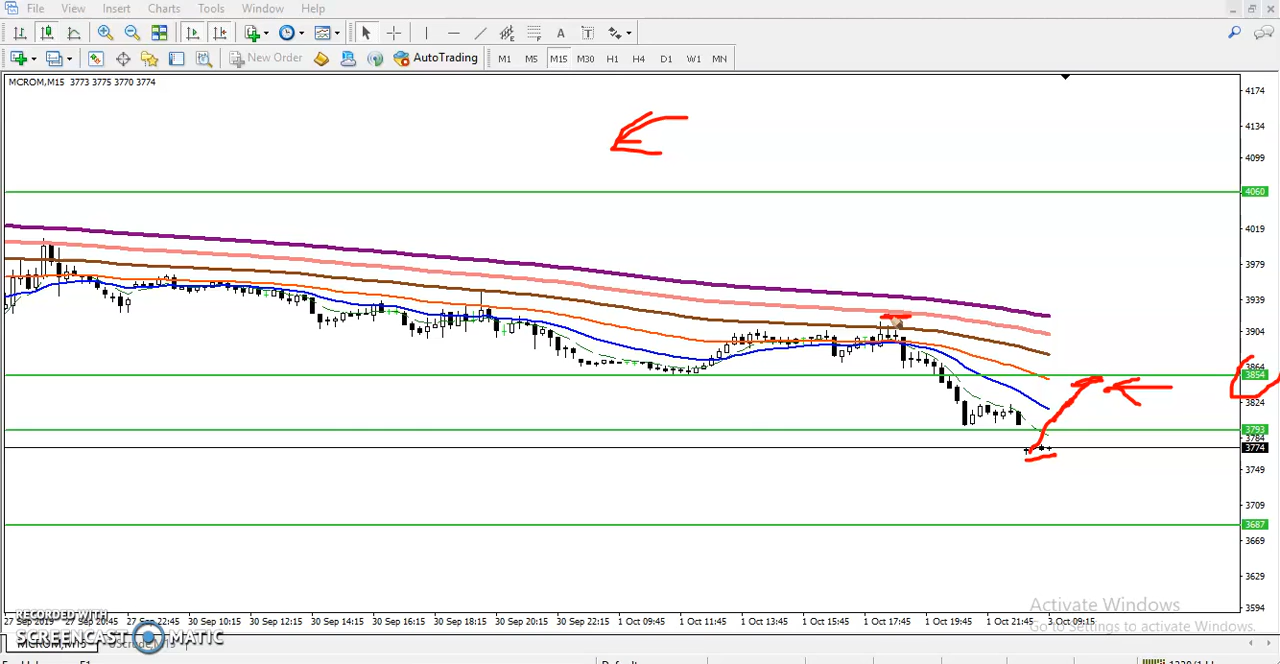 File View Insert Charts Tools Window Help
New Order AutoTrading M1 M5 M15 M30 H1 H4 D1 W1 MN
MCROM,M15 3773 3775 3770 3774
4174
4134
4099
4060
4019
3979
3939
3904
3864
3854
3824
3793
3784
3774
3749
3709
3687
3669
3629
3594
Activate Windows
Go to Settings to activate Windows.
27 Sep 2019 27 Sep 20:45 27 Sep 22:45 30 Sep 10:15 30 Sep 12:15 30 Sep 14:15 30 Sep 16:15 30 Sep 18:15 30 Sep 20:15 30 Sep 22:15 1 Oct 09:45 1 Oct 11:45 1 Oct 13:45 1 Oct 15:45 1 Oct 17:45 1 Oct 19:45 1 Oct 21:45 3 Oct 09:15
RECORDED WITH
SCREENCAST MATIC
MCROM,M15